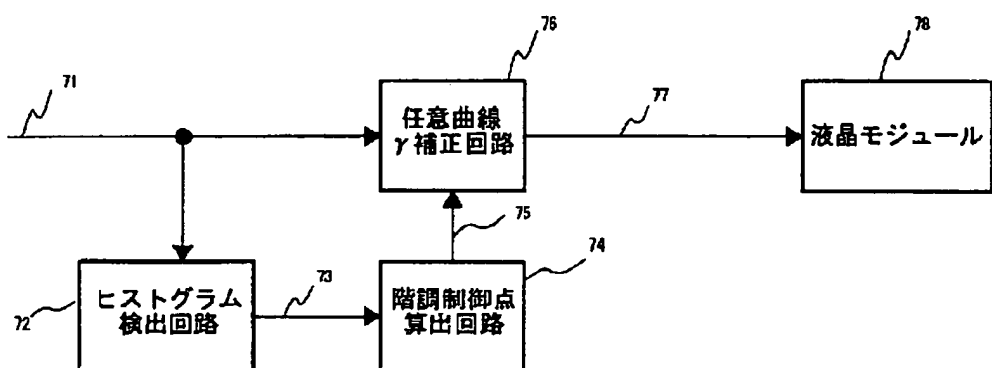 76
78
71
77
任意曲線
γ補正回路
液晶モジュール
75
74
73
72
ヒストグラム
検出回路
階調制御点
算出回路